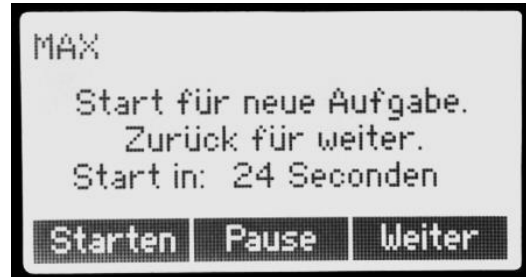 MAX
Start für neue Aufgabe.
Zurück für weiter.
Start in: 24 Seconden
Starten Pause Weiter